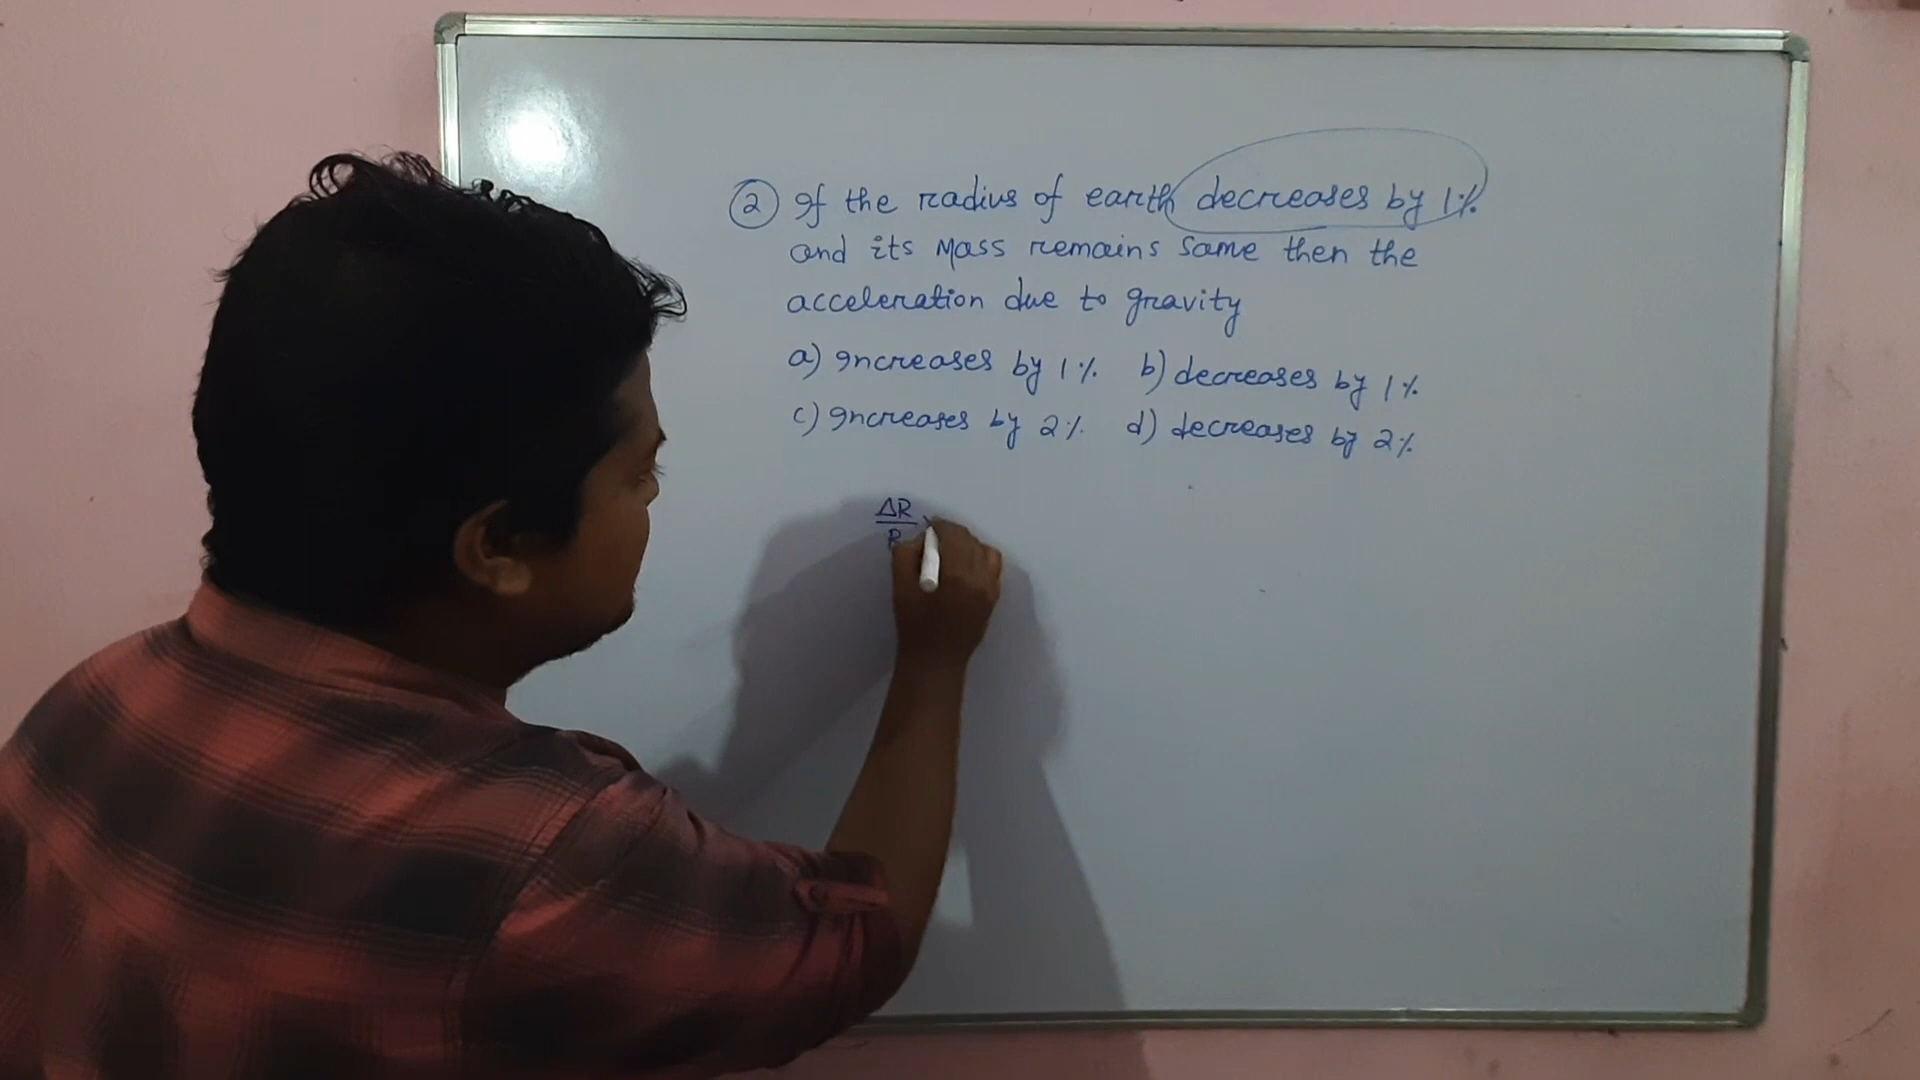 ② If the radius of earth decreases by 1%
and its Mass remains same then the
acceleration due to gravity
a) increases by 1% b) decreases by 1%
c) increases by 2% d) decreases by 2%
ΔR
R